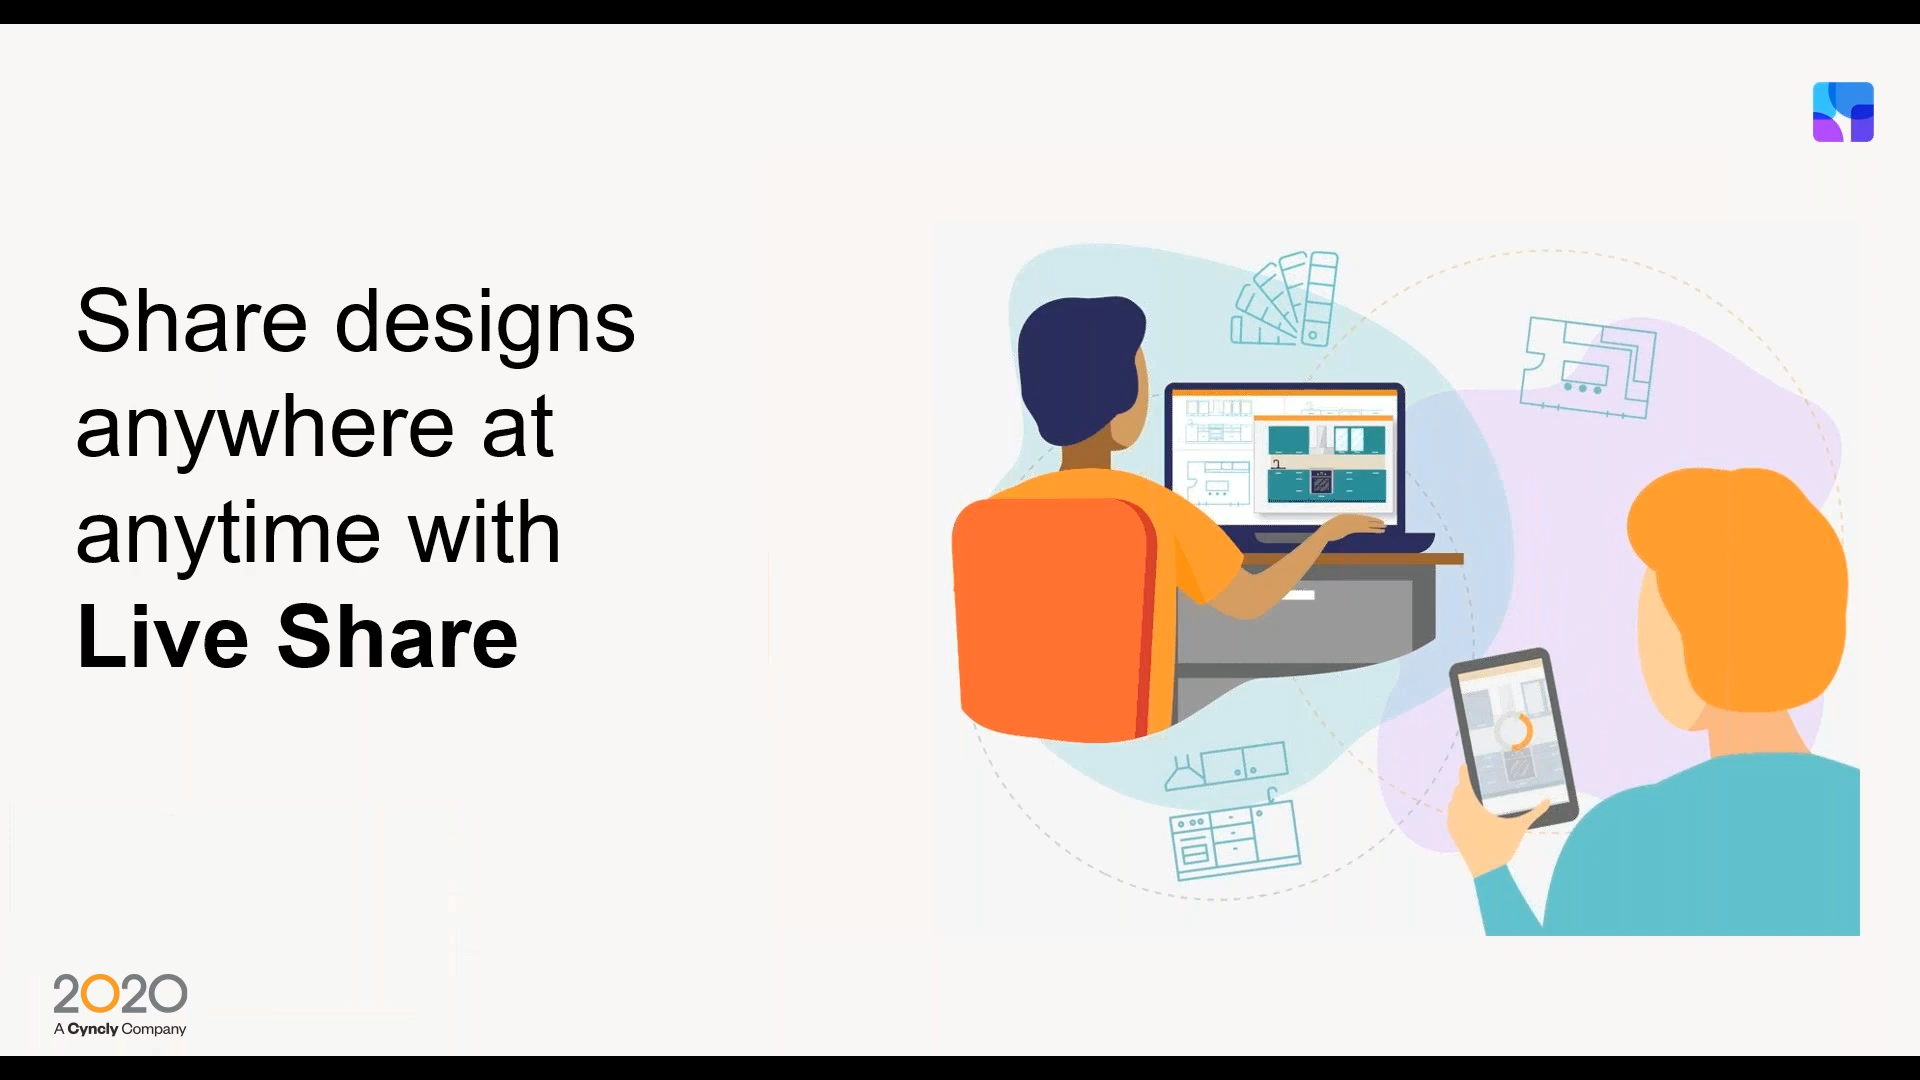 Share designs
anywhere at
anytime with
Live Share
2020
A Cyncly Company